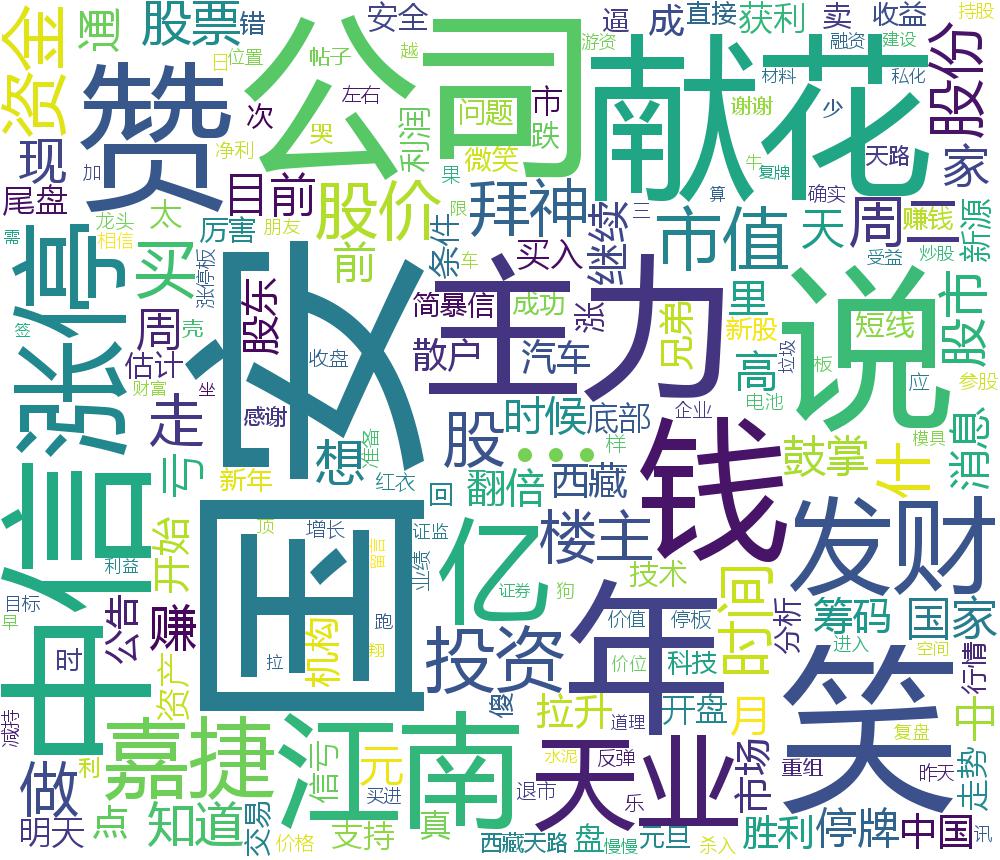 资金
通
股票
错
安全
逼
成
直接
获利
卖
收益
持股
赞
公司
献花
股份
帖子
越
游资
融资
建设
日
位置
左右
问题
市
材料
私化
谢谢
少
现
次
哭
利润
微笑
跌
天路
家
加
净利
果
牛
复牌
尾盘
目前
股价
拜神
继续
市值
天
周三
赚钱
新源
太
龙头
厉害
朋友
限
条件
三
算
确实
需
相信
受益
炒股
张停
买
张停板
前
买入
里
车
股东
主力
简暴信
成功
涨
兄弟
新股
说
短线
股市
签
周
壳
估计
收盘
散户
汽车
高
垃圾
板
财富
坐
电池
应
参股
中信
走
感谢
没
股
时候
底部
企业
钱
鼓掌
什
消息
模具
想
准备
样
亏
新年
红衣
回
翻倍
西藏
发财
国
顶
增长
证监
亿
楼主
开始
利益
留言
业绩
技术
年
时间
目标
早
公告
赚
机构
跑
证券
狗
价值
停板
分析
筹码
国家
时
拉
翔
投资
价位
科技
进入
空间
行情
资产
傻
拉升
开盘
月
笑
中
减持
嘉捷
江南
道理
复盘
走势
利
信亏
元
水泥
反弹
天业
市场
重组
昨天
做
买进
退市
乐
明天
点
知道
交易
价格
支持
真
西藏天路
盘
慢慢
元旦
杀入
胜利
停牌
中国
讯